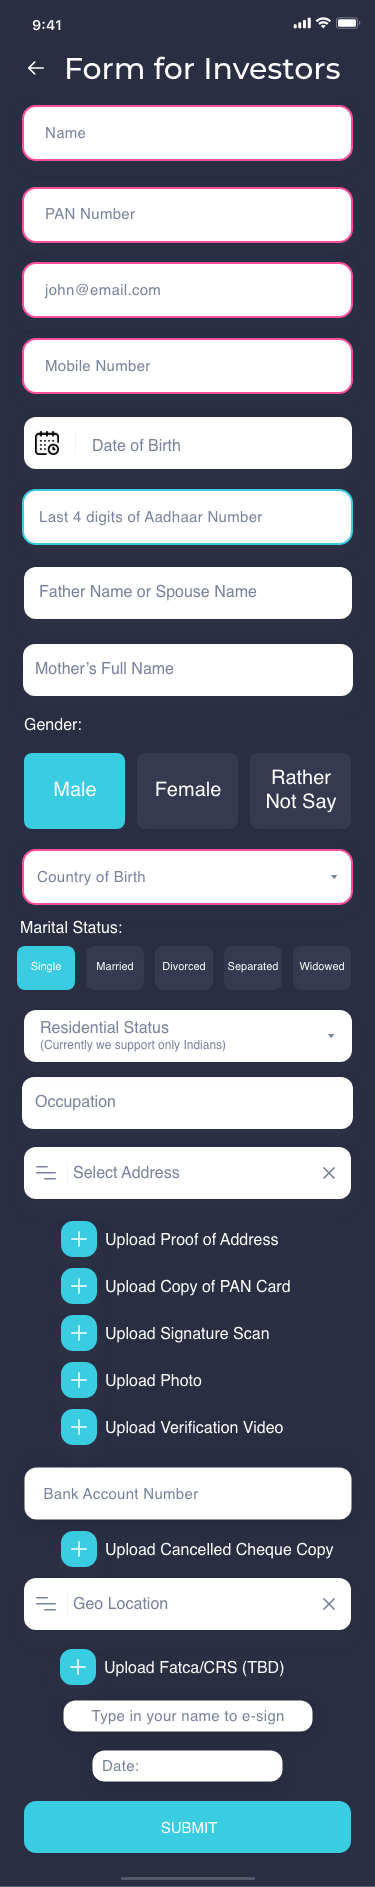 9:41
Form for Investors
Name
PAN Number
john@email.com
Mobile Number
Date of Birth
Last 4 digits of Aadhaar Number
Father Name or Spouse Name
Mother’s Full Name
Gender:
Male
Female
Rather
Not Say
Country of Birth
Marital Status:
Single
Married
Divorced
Separated
Widowed
Residential Status
(Currently we support only Indians)
Occupation
Select Address
Upload Proof of Address
Upload Copy of PAN Card
Upload Signature Scan
Upload Photo
Upload Verification Video
Bank Account Number
Upload Cancelled Cheque Copy
Geo Location
Upload Fatca/CRS (TBD)
Type in your name to e-sign
Date:
SUBMIT